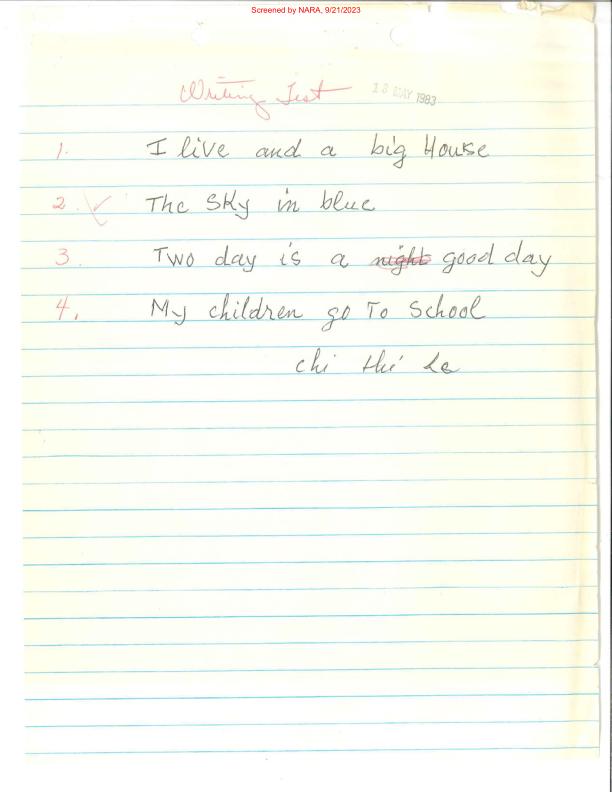 Screened by NARA, 9/21/2023
Writing Test 18 MAY 1983
1. I live and a big House
2. The Sky in blue
3. Two day is a night good day
4. My children go To School
chi thi Le